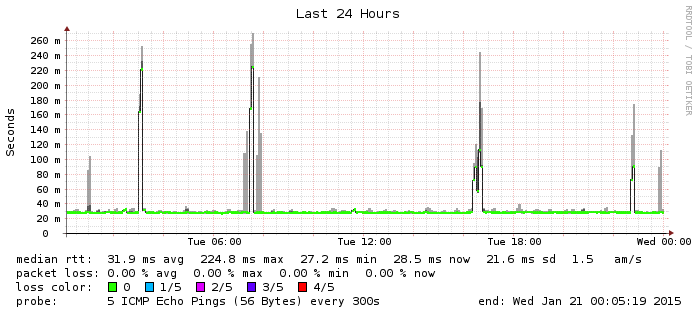 Last 24 Hours
RRDTOOL / TOBI OETIKER
Seconds
260 m
240 m
220 m
200 m
180 m
160 m
140 m
120 m
100 m
80 m
60 m
40 m
20 m
0
Tue 06:00 Tue 12:00 Tue 18:00 Wed 00:00
median rtt: 31.9 ms avg 224.8 ms max 27.2 ms min 28.5 ms now 21.6 ms sd 1.5 am/s
packet loss: 0.00 % avg 0.00 % max 0.00 % min 0.00 % now
loss color: 0 1/5 2/5 3/5 4/5
probe: 5 ICMP Echo Pings (56 Bytes) every 300s end: Wed Jan 21 00:05:19 2015